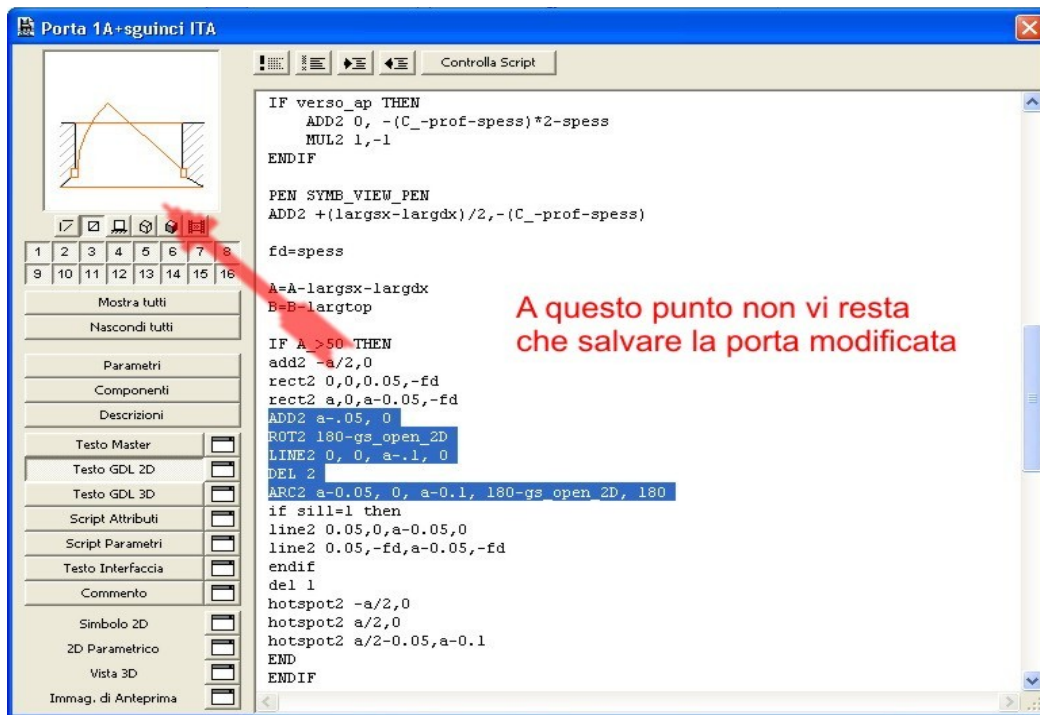 Porta 1A+sguinci ITA
Controlla Script
IF verso_ap THEN
ADD2 0, -(C_-prof-spess)*2-spess
MUL2 1,-1
ENDIF
PEN SYMB_VIEW_PEN
ADD2 +(largsx-largdx)/2,-(C_-prof-spess)
fd=spess
A=A-largsx-largdx
B=B-largtop
IF A_>50 THEN
add2 -a/2,0
rect2 0,0,0.05,-fd
rect2 a,0,a-0.05,-fd
ADD2 a-.05, 0
ROT2 180-gs_open_2D
LINE2 0, 0, a-.1, 0
DEL 2
ARC2 a-0.05, 0, a-0.1, 180-gs_open_2D, 180
if sill=1 then
line2 0.05,0,a-0.05,0
line2 0.05,-fd,a-0.05,-fd
endif
del 1
hotspot2 -a/2,0
hotspot2 a/2,0
hotspot2 a/2-0.05,a-0.1
END
ENDIF
A questo punto non vi resta
che salvare la porta modificata
1 2 3 4 5 6 7 8
9 10 11 12 13 14 15 16
Mostra tutti
Nascondi tutti
Parametri
Componenti
Descrizioni
Testo Master
Testo GDL 2D
Testo GDL 3D
Script Attributi
Script Parametri
Testo Interfaccia
Commento
Simbolo 2D
2D Parametrico
Vista 3D
Immag. di Anteprima